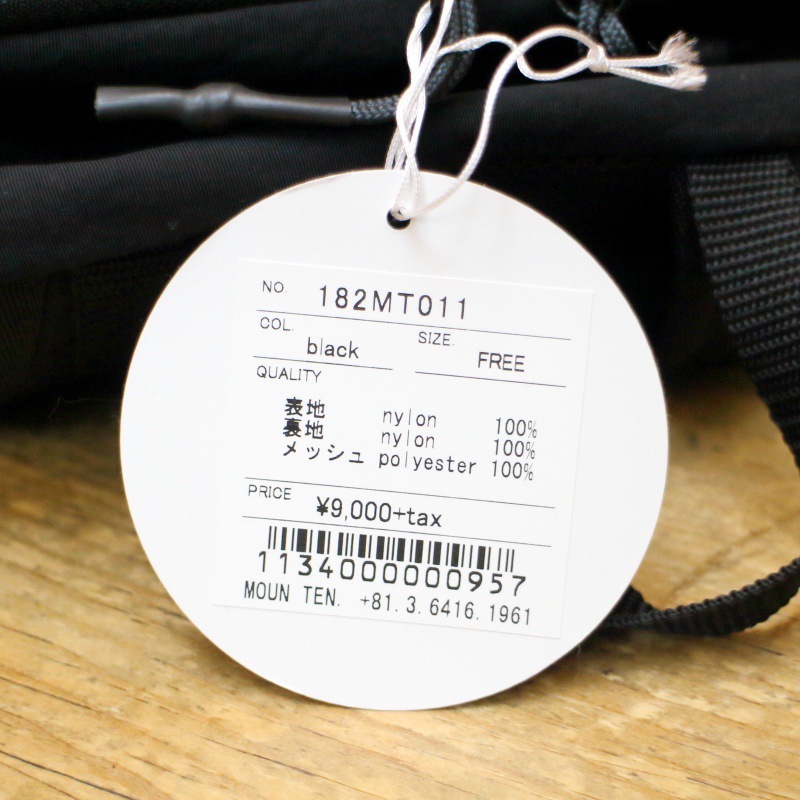 NO. 182MT011
COL. black SIZE. FREE
QUALITY
表地 nylon 100%
裏地 nylon 100%
メッシュ polyester 100%
PRICE ¥9,000+tax
1134000000957
MOUN TEN. +81.3.6416.1961